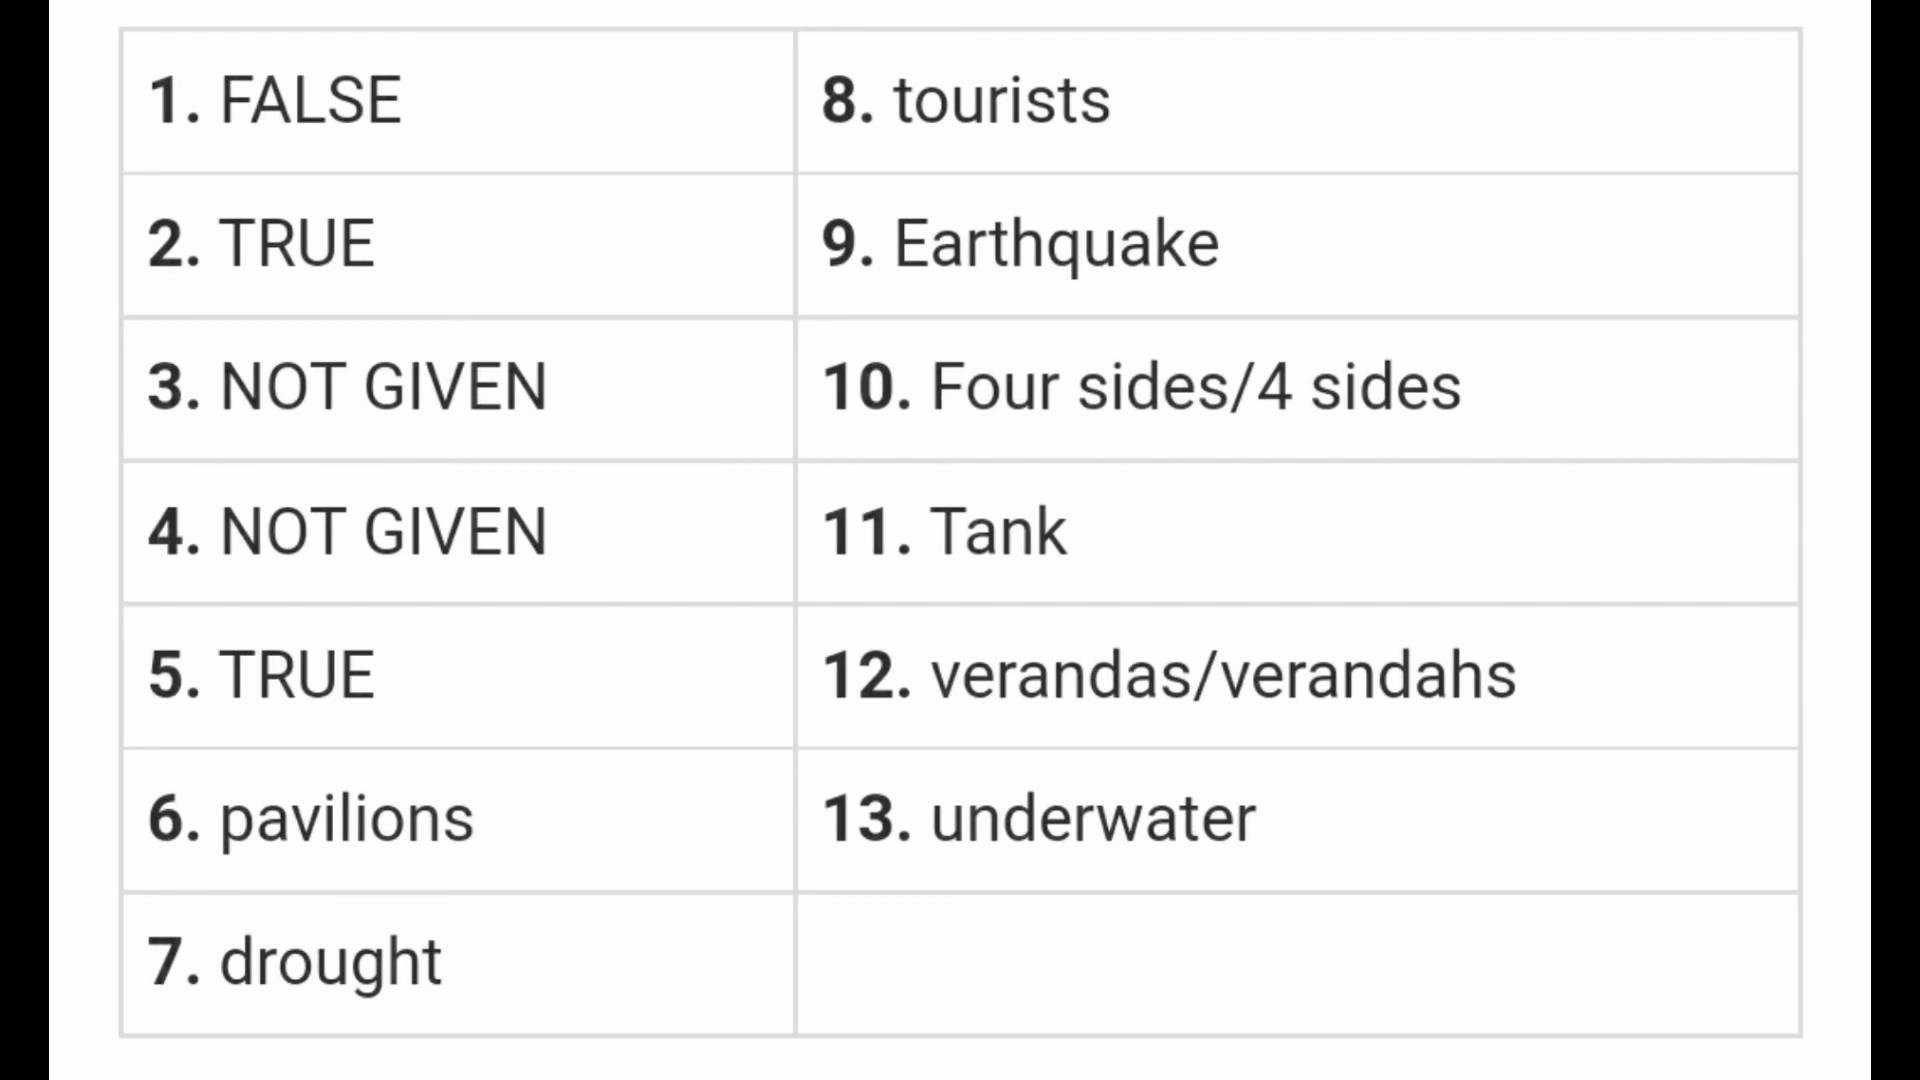 1. FALSE
8. tourists
2. TRUE
9. Earthquake
3. NOT GIVEN
10. Four sides/4 sides
4. NOT GIVEN
11. Tank
5. TRUE
12. verandas/verandahs
6. pavilions
13. underwater
7. drought